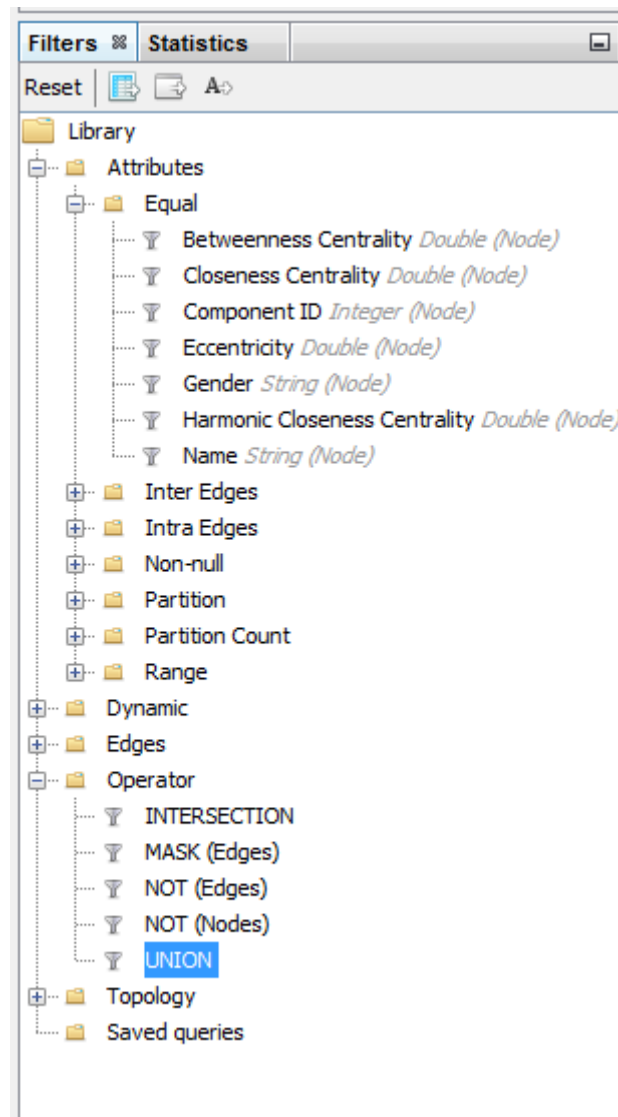 Filters Statistics
Reset
Library
Attributes
Equal
Betweenness Centrality Double (Node)
Closeness Centrality Double (Node)
Component ID Integer (Node)
Eccentricity Double (Node)
Gender String (Node)
Harmonic Closeness Centrality Double (Node)
Name String (Node)
Inter Edges
Intra Edges
Non-null
Partition
Partition Count
Range
Dynamic
Edges
Operator
INTERSECTION
MASK (Edges)
NOT (Edges)
NOT (Nodes)
UNION
Topology
Saved queries